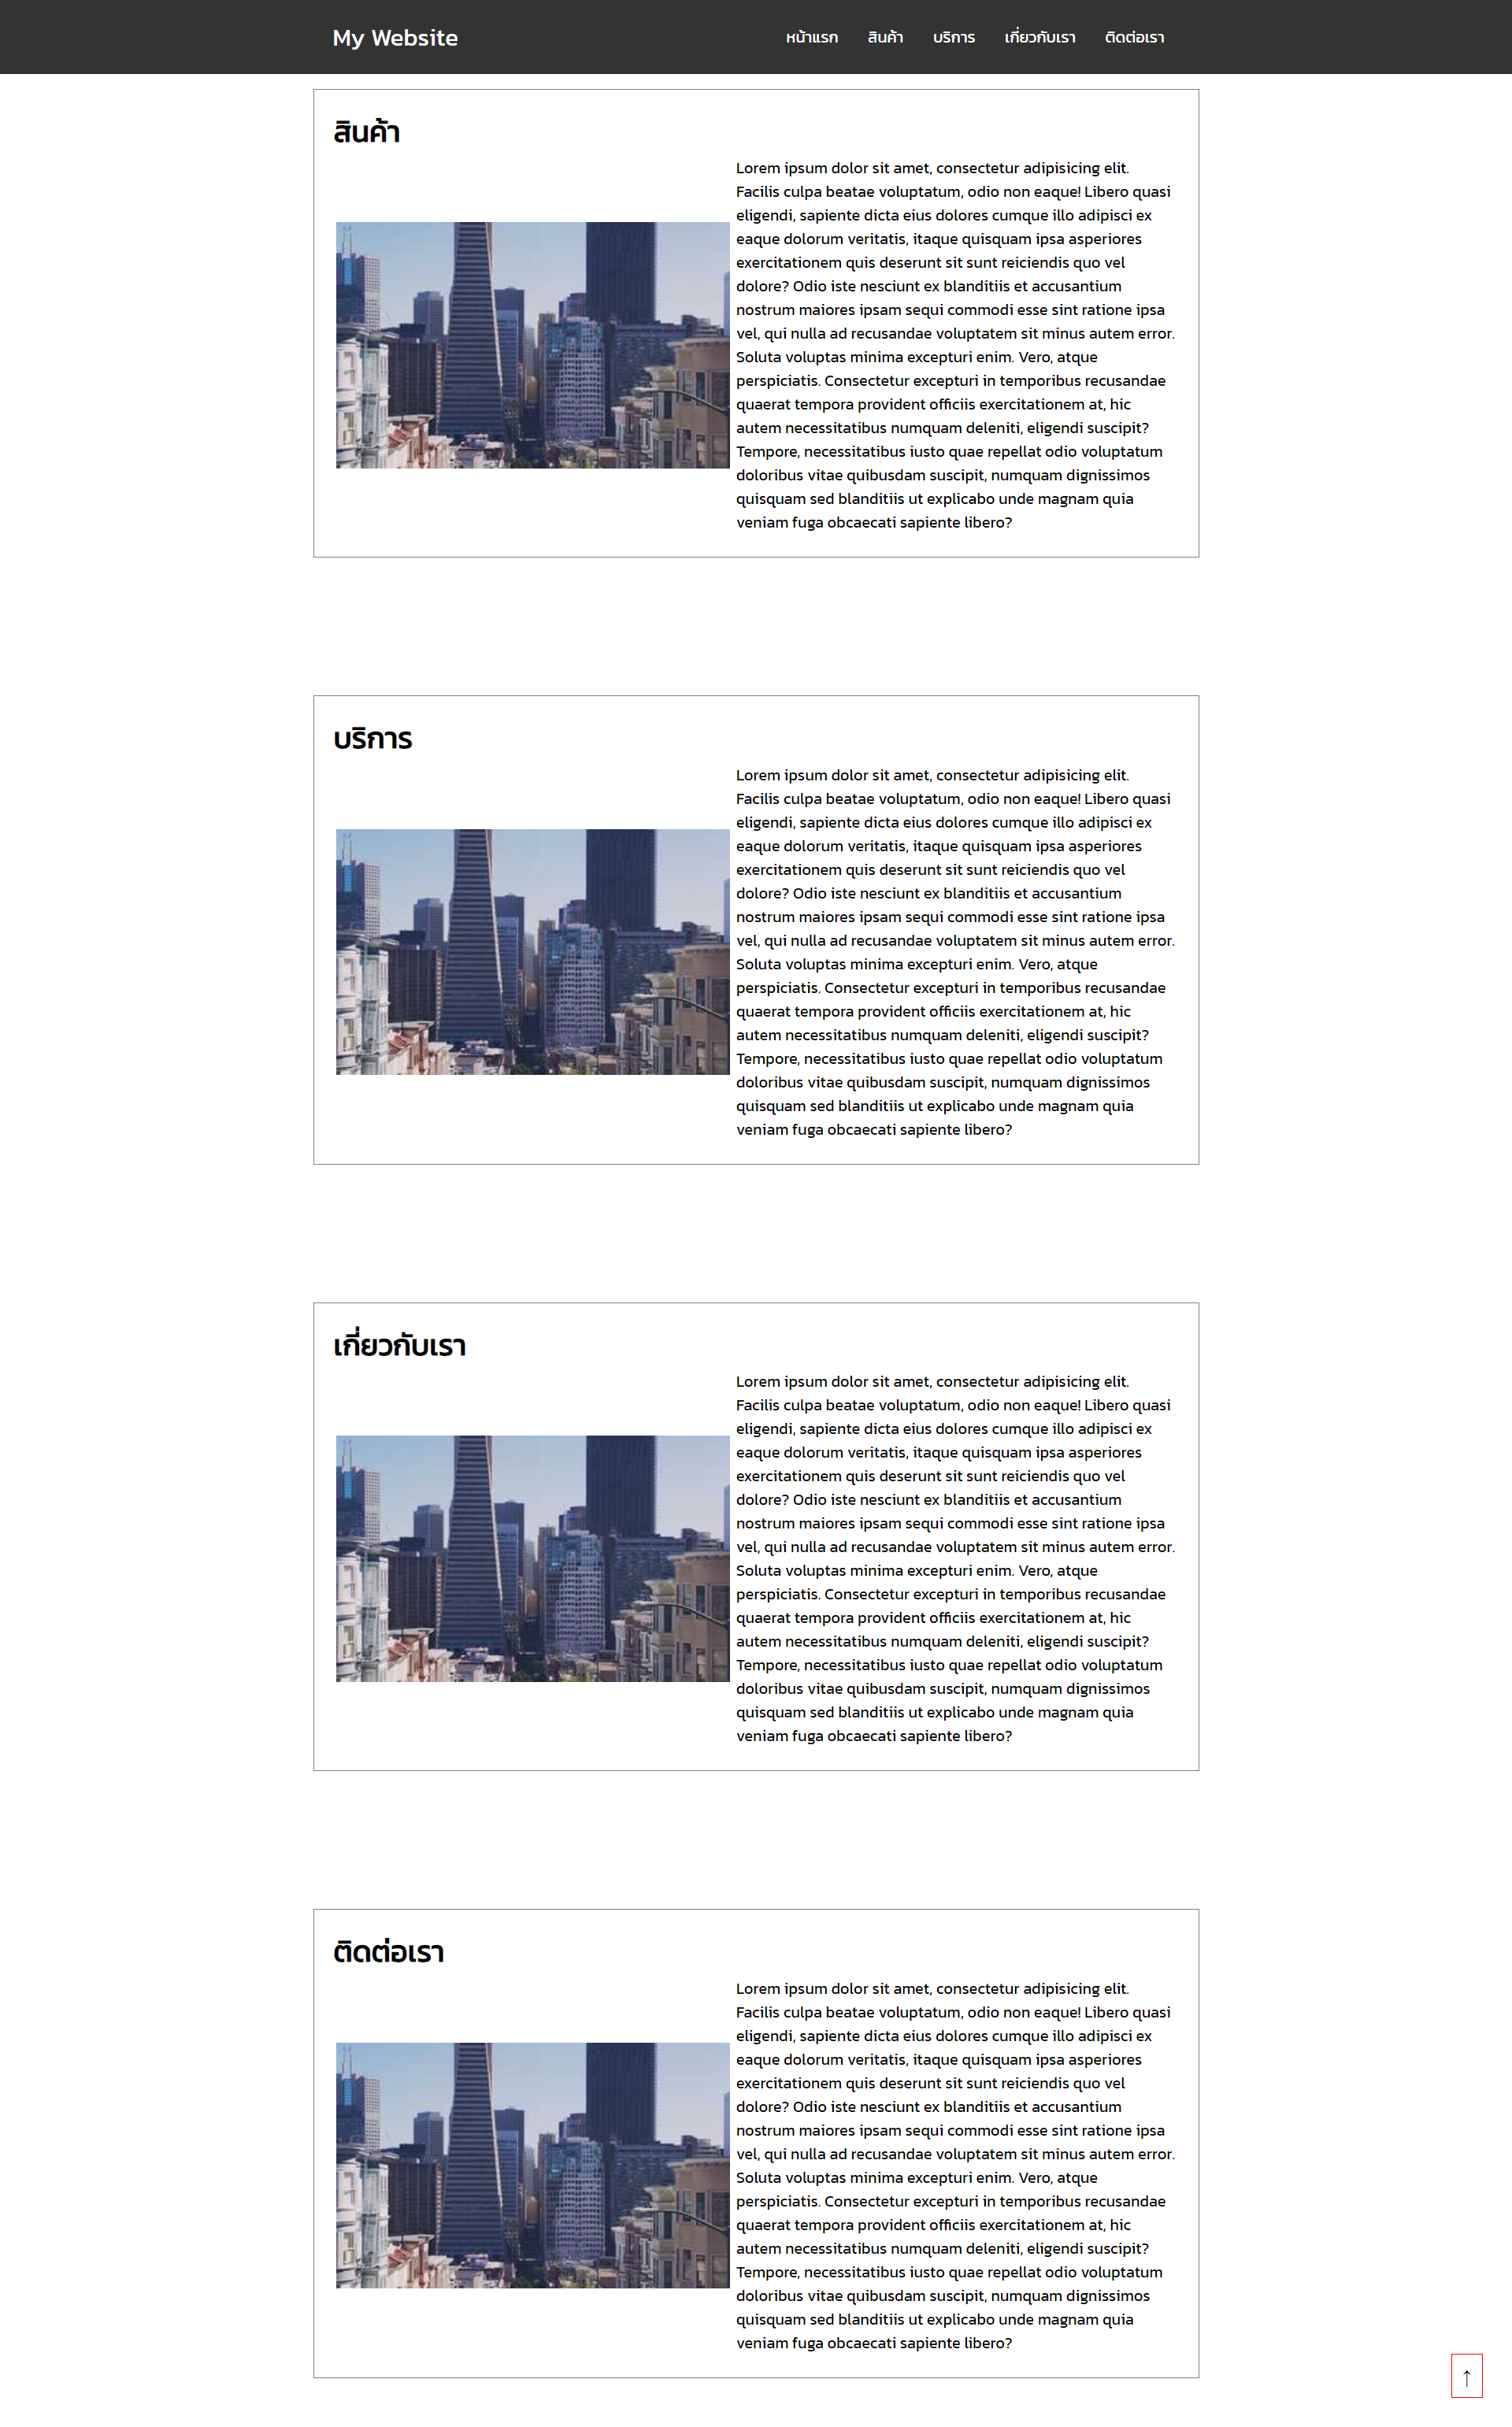 My Website
หน้าแรก สินค้า บริการ เกี่ยวกับเรา ติดต่อเรา
สินค้า
Lorem ipsum dolor sit amet, consectetur adipisicing elit.
Facilis culpa beatae voluptatum, odio non eaque! Libero quasi
eligendi, sapiente dicta eius dolores cumque illo adipisci ex
eaque dolorum veritatis, itaque quisquam ipsa asperiores
exercitationem quis deserunt sit sunt reiciendis quo vel
dolore? Odio iste nesciunt ex blanditiis et accusantium
nostrum maiores ipsam sequi commodi esse sint ratione ipsa
vel, qui nulla ad recusandae voluptatem sit minus autem error.
Soluta voluptas minima excepturi enim. Vero, atque
perspiciatis. Consectetur excepturi in temporibus recusandae
quaerat tempora provident officiis exercitationem at, hic
autem necessitatibus numquam deleniti, eligendi suscipit?
Tempore, necessitatibus iusto quae repellat odio voluptatum
doloribus vitae quibusdam suscipit, numquam dignissimos
quisquam sed blanditiis ut explicabo unde magnam quia
veniam fuga obcaecati sapiente libero?
บริการ
Lorem ipsum dolor sit amet, consectetur adipisicing elit.
Facilis culpa beatae voluptatum, odio non eaque! Libero quasi
eligendi, sapiente dicta eius dolores cumque illo adipisci ex
eaque dolorum veritatis, itaque quisquam ipsa asperiores
exercitationem quis deserunt sit sunt reiciendis quo vel
dolore? Odio iste nesciunt ex blanditiis et accusantium
nostrum maiores ipsam sequi commodi esse sint ratione ipsa
vel, qui nulla ad recusandae voluptatem sit minus autem error.
Soluta voluptas minima excepturi enim. Vero, atque
perspiciatis. Consectetur excepturi in temporibus recusandae
quaerat tempora provident officiis exercitationem at, hic
autem necessitatibus numquam deleniti, eligendi suscipit?
Tempore, necessitatibus iusto quae repellat odio voluptatum
doloribus vitae quibusdam suscipit, numquam dignissimos
quisquam sed blanditiis ut explicabo unde magnam quia
veniam fuga obcaecati sapiente libero?
เกี่ยวกับเรา
Lorem ipsum dolor sit amet, consectetur adipisicing elit.
Facilis culpa beatae voluptatum, odio non eaque! Libero quasi
eligendi, sapiente dicta eius dolores cumque illo adipisci ex
eaque dolorum veritatis, itaque quisquam ipsa asperiores
exercitationem quis deserunt sit sunt reiciendis quo vel
dolore? Odio iste nesciunt ex blanditiis et accusantium
nostrum maiores ipsam sequi commodi esse sint ratione ipsa
vel, qui nulla ad recusandae voluptatem sit minus autem error.
Soluta voluptas minima excepturi enim. Vero, atque
perspiciatis. Consectetur excepturi in temporibus recusandae
quaerat tempora provident officiis exercitationem at, hic
autem necessitatibus numquam deleniti, eligendi suscipit?
Tempore, necessitatibus iusto quae repellat odio voluptatum
doloribus vitae quibusdam suscipit, numquam dignissimos
quisquam sed blanditiis ut explicabo unde magnam quia
veniam fuga obcaecati sapiente libero?
ติดต่อเรา
Lorem ipsum dolor sit amet, consectetur adipisicing elit.
Facilis culpa beatae voluptatum, odio non eaque! Libero quasi
eligendi, sapiente dicta eius dolores cumque illo adipisci ex
eaque dolorum veritatis, itaque quisquam ipsa asperiores
exercitationem quis deserunt sit sunt reiciendis quo vel
dolore? Odio iste nesciunt ex blanditiis et accusantium
nostrum maiores ipsam sequi commodi esse sint ratione ipsa
vel, qui nulla ad recusandae voluptatem sit minus autem error.
Soluta voluptas minima excepturi enim. Vero, atque
perspiciatis. Consectetur excepturi in temporibus recusandae
quaerat tempora provident officiis exercitationem at, hic
autem necessitatibus numquam deleniti, eligendi suscipit?
Tempore, necessitatibus iusto quae repellat odio voluptatum
doloribus vitae quibusdam suscipit, numquam dignissimos
quisquam sed blanditiis ut explicabo unde magnam quia
veniam fuga obcaecati sapiente libero?
↑